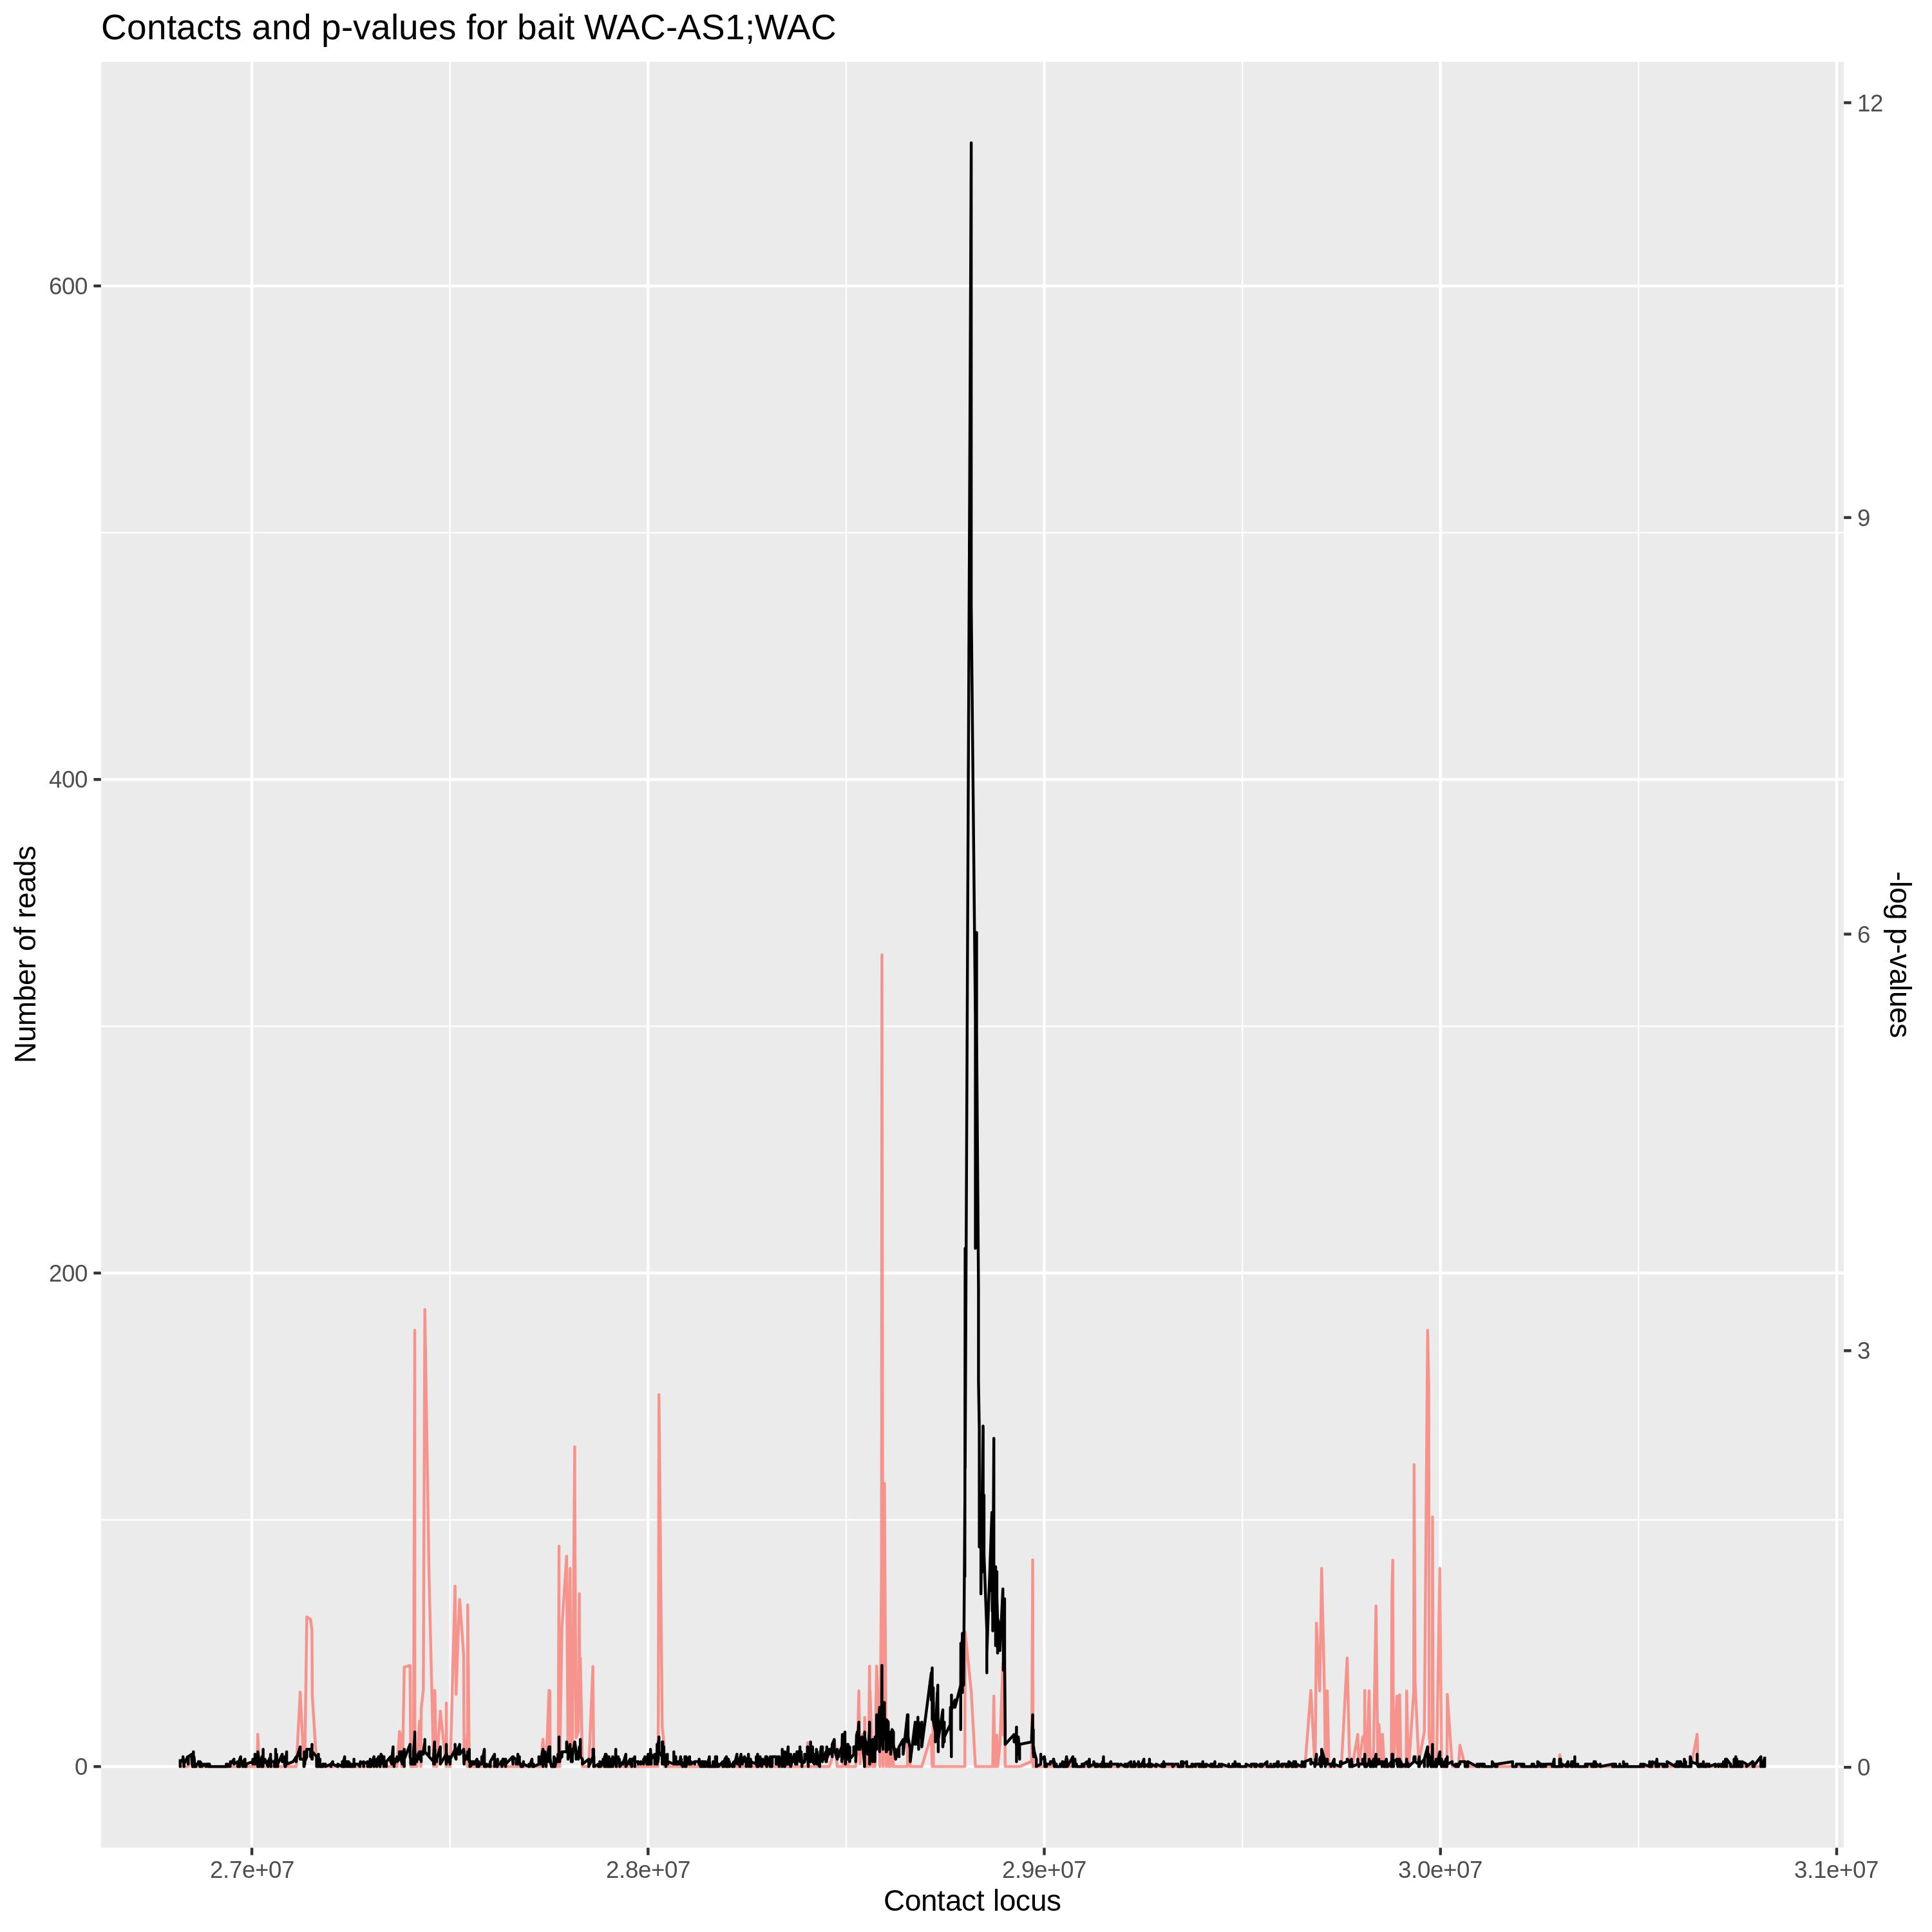 Contacts and p-values for bait WAC-AS1;WAC
Number of reads
600
400
200
0
12
9
6
3
0
-log p-values
2.7e+07
2.8e+07
2.9e+07
3.0e+07
3.1e+07
Contact locus